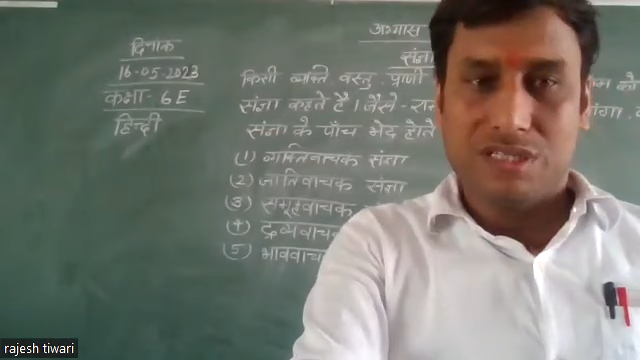 दिनांक
16-05-2023
कक्षा - 6E
हिन्दी
अभ्यास
संज्ञा
किसी व्यक्ति वस्तु प्राणी
संज्ञा कहते हैं। जैसे -
गंगा
संज्ञा के पाँच भेद होते
(1) व्यक्तिवाचक संज्ञा
(2) जातिवाचक संज्ञा
(3) समूहवाचक
(4) द्रव्यवाचक
(5) भाववाचक
rajesh tiwari